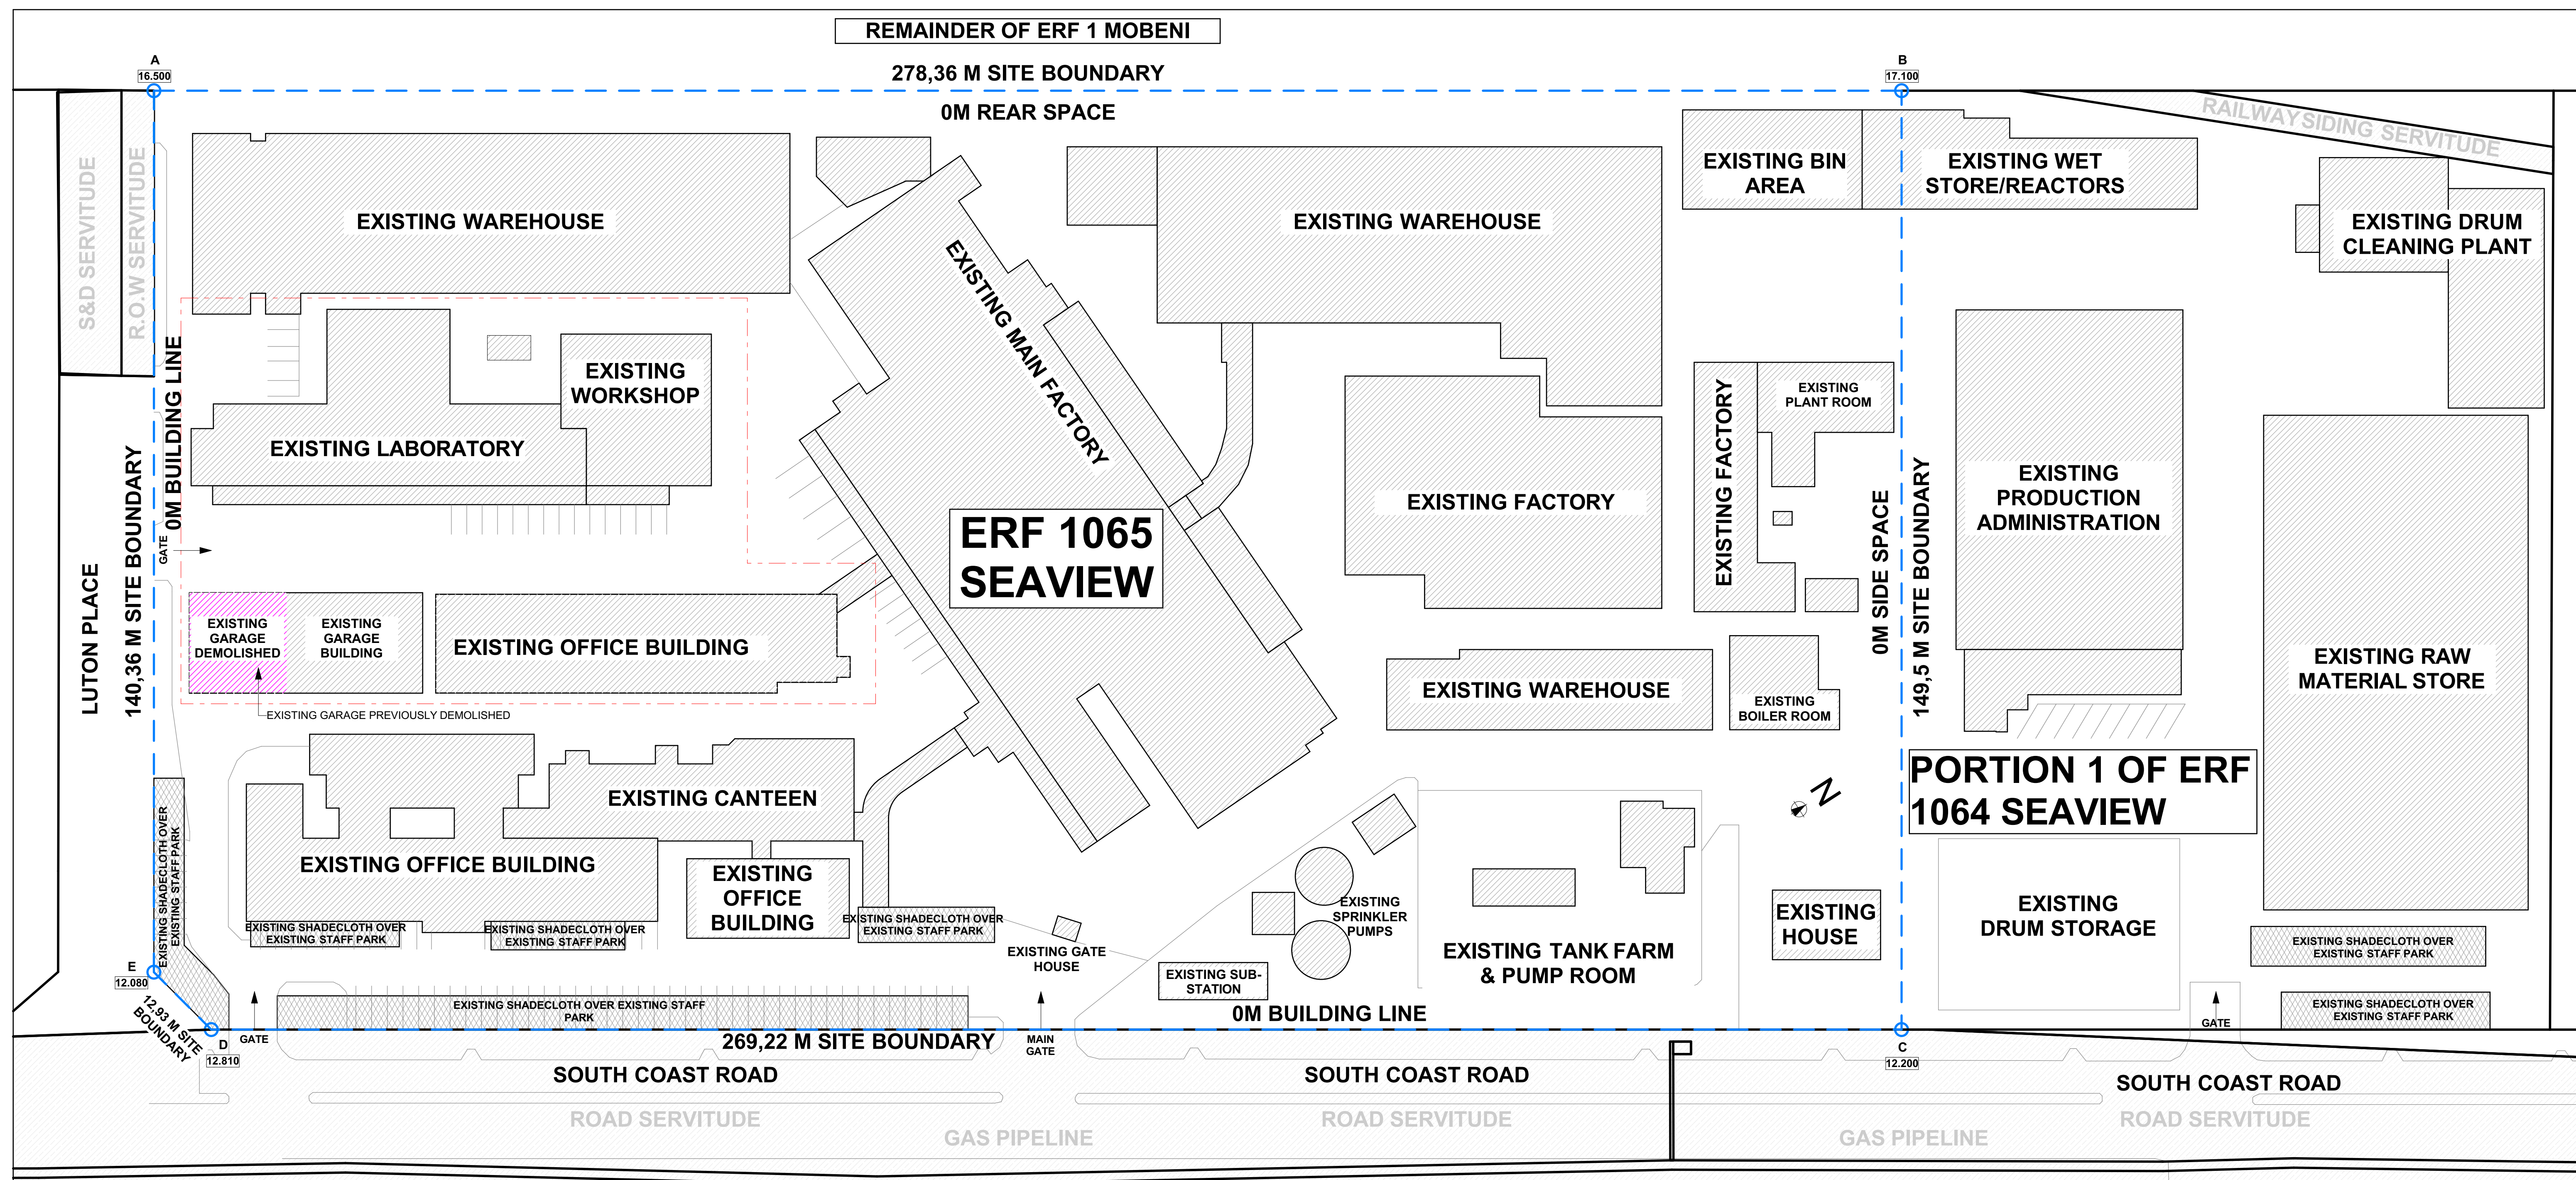 REMAINDER OF ERF 1 MOBENI
A
16.500
278,36 M SITE BOUNDARY
B
17.100
0M REAR SPACE
RAILWAY SIDING SERVITUDE
S&D SERVITUDE
R.O.W SERVITUDE
EXISTING WAREHOUSE
EXISTING MAIN FACTORY
EXISTING WAREHOUSE
EXISTING BIN
AREA
EXISTING WET
STORE/REACTORS
EXISTING DRUM
CLEANING PLANT
0M BUILDING LINE
EXISTING
WORKSHOP
EXISTING LABORATORY
EXISTING FACTORY
EXISTING FACTORY
EXISTING
PLANT ROOM
EXISTING
PRODUCTION
ADMINISTRATION
ERF 1065
SEAVIEW
GATE
LUTON PLACE
140,36 M SITE BOUNDARY
0M SIDE SPACE
149,5 M SITE BOUNDARY
EXISTING
GARAGE
DEMOLISHED
EXISTING
GARAGE
BUILDING
EXISTING OFFICE BUILDING
EXISTING GARAGE PREVIOUSLY DEMOLISHED
EXISTING WAREHOUSE
EXISTING
BOILER ROOM
EXISTING RAW
MATERIAL STORE
PORTION 1 OF ERF
1064 SEAVIEW
N
EXISTING CANTEEN
EXISTING SHADECLOTH OVER
EXISTING STAFF PARK
EXISTING OFFICE BUILDING
EXISTING
OFFICE
BUILDING
EXISTING SHADECLOTH OVER
EXISTING STAFF PARK
EXISTING SHADECLOTH OVER
EXISTING STAFF PARK
EXISTING SHADECLOTH OVER
EXISTING STAFF PARK
EXISTING GATE
HOUSE
EXISTING
SPRINKLER
PUMPS
EXISTING TANK FARM
& PUMP ROOM
EXISTING
HOUSE
EXISTING
DRUM STORAGE
EXISTING SHADECLOTH OVER
EXISTING STAFF PARK
EXISTING SUB-
STATION
E
12.080
12,93 M SITE
BOUNDARY
EXISTING SHADECLOTH OVER EXISTING STAFF
PARK
0M BUILDING LINE
EXISTING SHADECLOTH OVER
EXISTING STAFF PARK
GATE
D
12.810
GATE
269,22 M SITE BOUNDARY
MAIN
GATE
C
12.200
SOUTH COAST ROAD
SOUTH COAST ROAD
SOUTH COAST ROAD
ROAD SERVITUDE
ROAD SERVITUDE
ROAD SERVITUDE
GAS PIPELINE
GAS PIPELINE